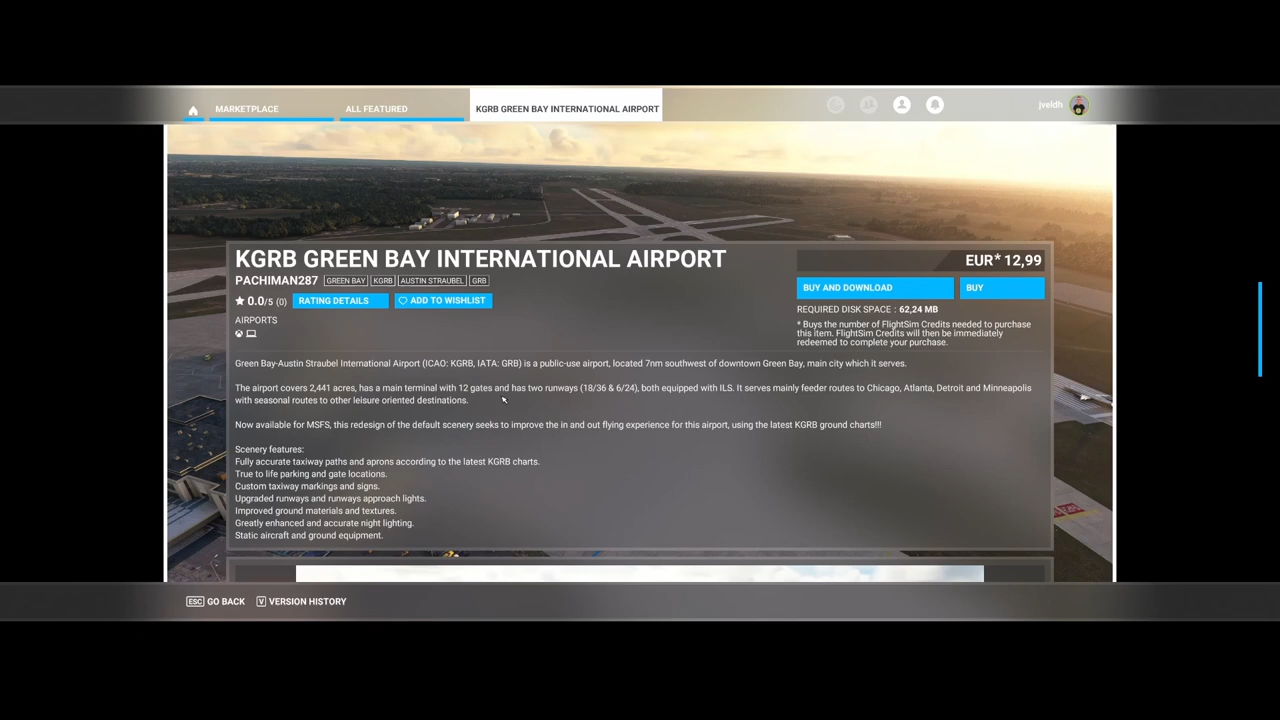 MARKETPLACE
ALL FEATURED
KGRB GREEN BAY INTERNATIONAL AIRPORT
jveldh
KGRB GREEN BAY INTERNATIONAL AIRPORT
PACHIMAN287 GREEN BAY KGRB AUSTIN STRAUBEL GRB
0.0/5 (0) RATING DETAILS ADD TO WISHLIST
AIRPORTS
EUR* 12,99
BUY AND DOWNLOAD BUY
REQUIRED DISK SPACE : 62,24 MB
* Buys the number of FlightSim Credits needed to purchase
this item. FlightSim Credits will then be immediately
redeemed to complete your purchase.
Green Bay-Austin Straubel International Airport (ICAO: KGRB, IATA: GRB) is a public-use airport, located 7nm southwest of downtown Green Bay, main city which it serves.
The airport covers 2,441 acres, has a main terminal with 12 gates and has two runways (18/36 & 6/24), both equipped with ILS. It serves mainly feeder routes to Chicago, Atlanta, Detroit and Minneapolis
with seasonal routes to other leisure oriented destinations.
Now available for MSFS, this redesign of the default scenery seeks to improve the in and out flying experience for this airport, using the latest KGRB ground charts!!!
Scenery features:
Fully accurate taxiway paths and aprons according to the latest KGRB charts.
True to life parking and gate locations.
Custom taxiway markings and signs.
Upgraded runways and runways approach lights.
Improved ground materials and textures.
Greatly enhanced and accurate night lighting.
Static aircraft and ground equipment.
ESC GO BACK V VERSION HISTORY